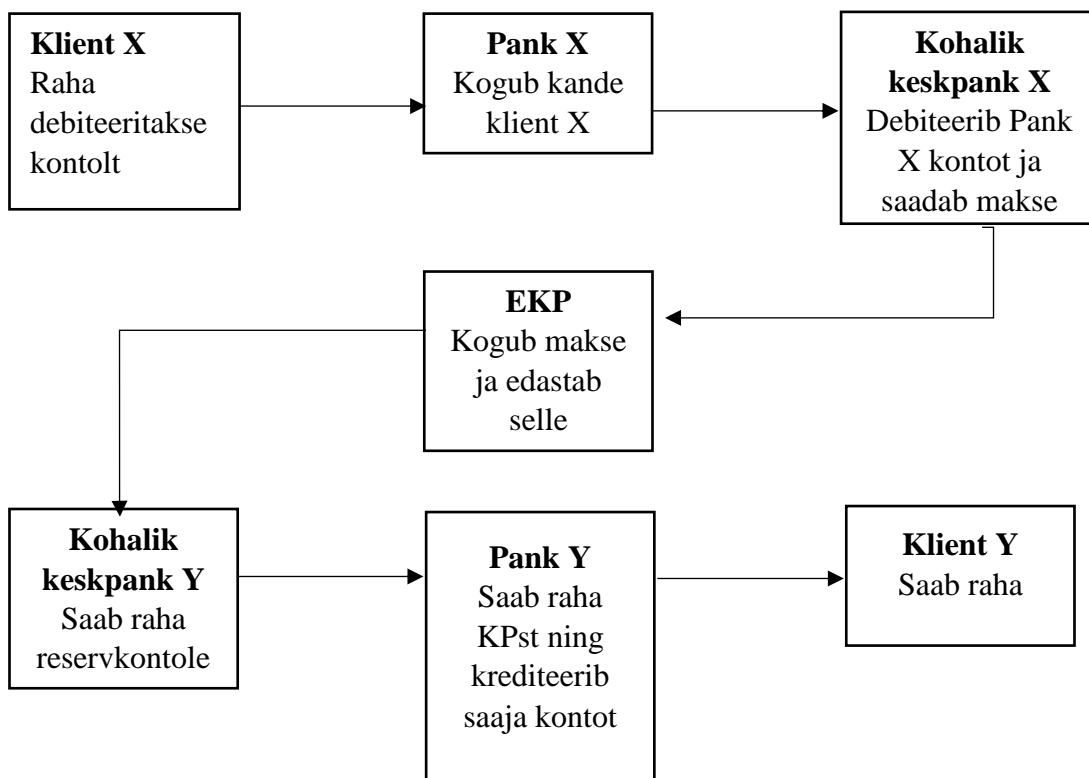 Klient X
Raha
debiteeritakse
kontolt
Pank X
Kogub kande
klient X
Kohalik
keskpank X
Debiteerib Pank
X kontot ja
saadab makse
EKP
Kogub makse
ja edastab
selle
Kohalik
keskpank Y
Saab raha
reservkontole
Pank Y
Saab raha
KPst ning
krediteerib
saaja kontot
Klient Y
Saab raha